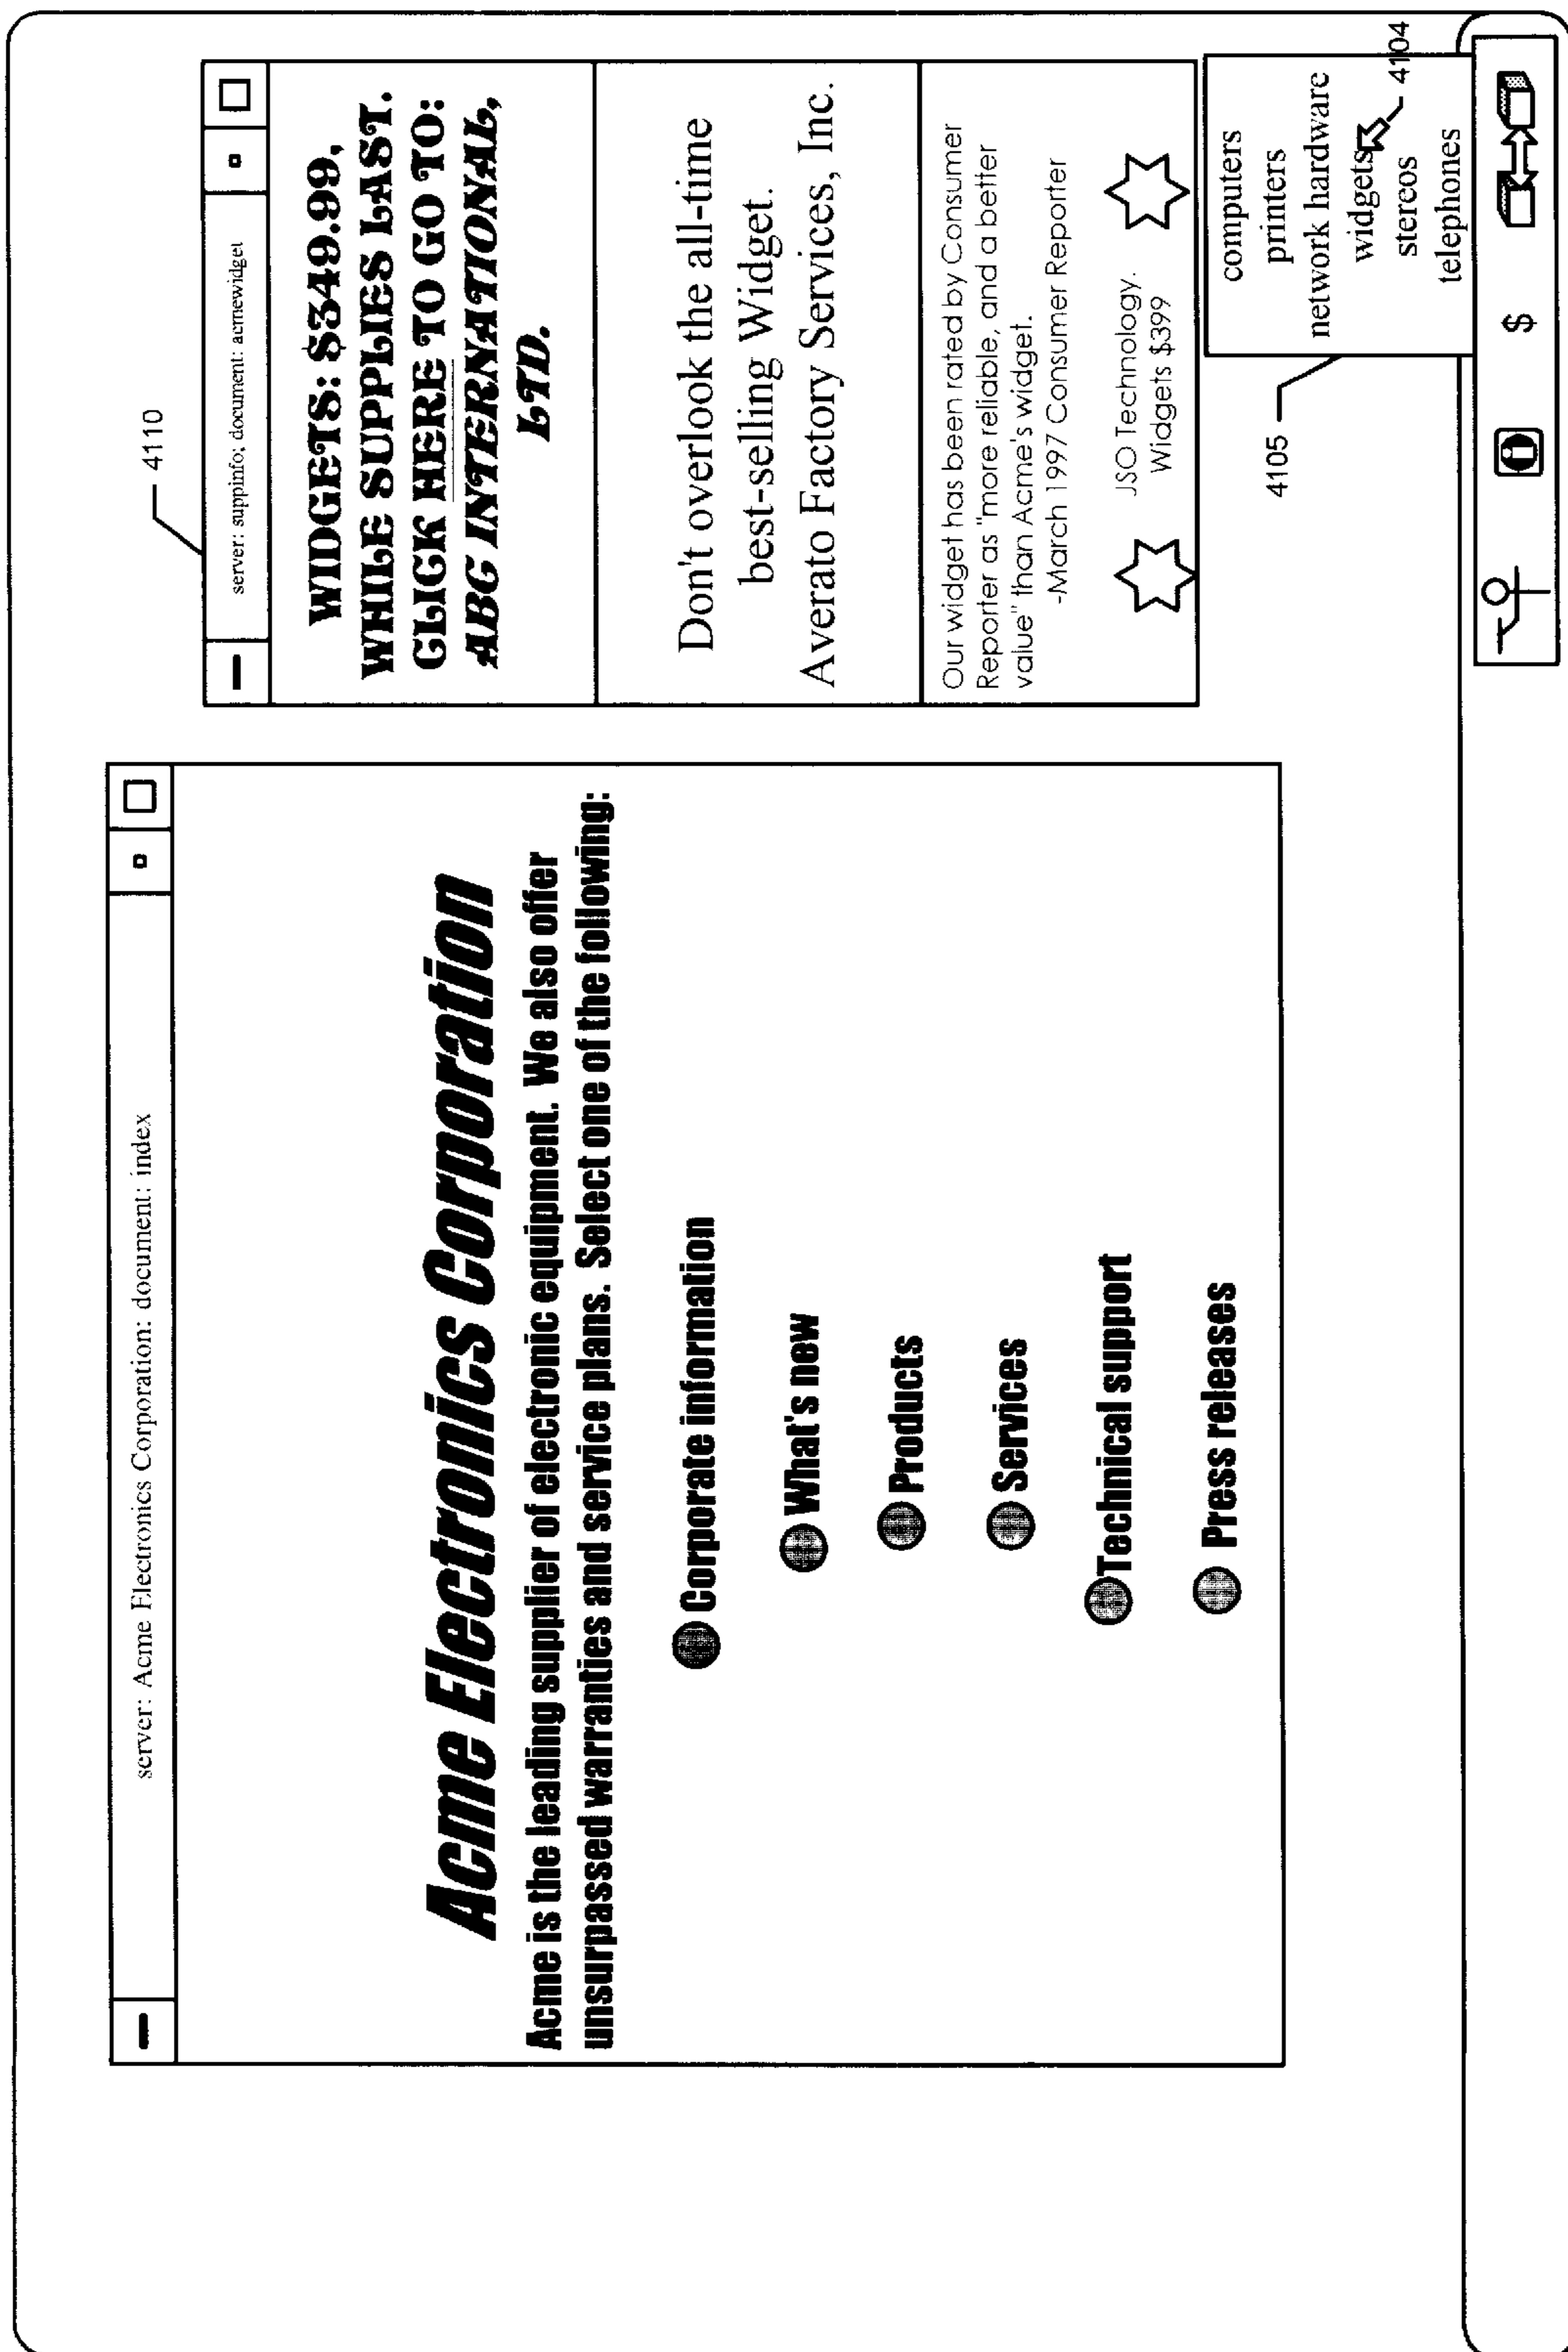 server: Acme Electronics Corporation: document: index
Acme Electronics Corporation
Acme is the leading supplier of electronic equipment. We also offer
unsurpassed warranties and service plans. Select one of the following:
Corporate information
What's new
Products
Services
Technical support
Press releases
4110
server: suppinfo; document: acmewidget
WIDGETS: $349.99,
WHILE SUPPLIES LAST.
CLICK HERE TO GO TO:
ABC INTERNATIONAL,
LTD.
Don't overlook the all-time
best-selling Widget.
Averato Factory Services, Inc.
Our widget has been rated by Consumer
Reporter as "more reliable, and a better
value" than Acme's widget.
-March 1997 Consumer Reporter
JSO Technology.
Widgets $399
4105
computers
printers
network hardware
widgets
stereos
telephones
4104
$